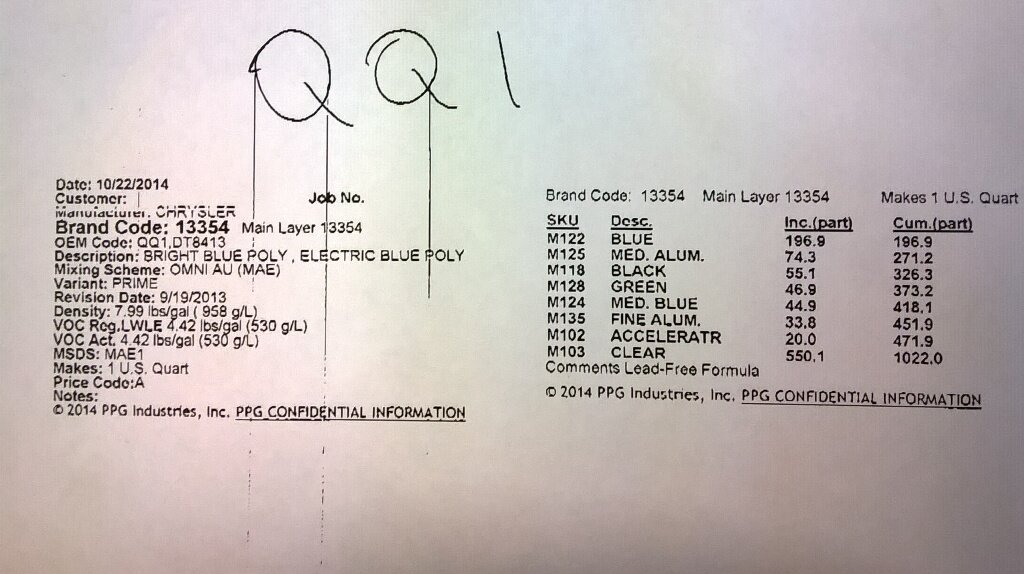 QQ1
Date: 10/22/2014
Customer:
Job No.
Manufacturer: CHRYSLER
Brand Code: 13354 Main Layer 13354
OEM Code: QQ1,DT8413
Description: BRIGHT BLUE POLY , ELECTRIC BLUE POLY
Mixing Scheme: OMNI AU (MAE)
Variant: PRIME
Revision Date: 9/19/2013
Density: 7.99 lbs/gal ( 958 g/L)
VOC Reg.LWLE 4.42 lbs/gal (530 g/L)
VOC Act. 4.42 lbs/gal (530 g/L)
MSDS: MAE1
Makes: 1 U.S. Quart
Price Code:A
Notes:
© 2014 PPG Industries, Inc. PPG CONFIDENTIAL INFORMATION
Brand Code: 13354 Main Layer 13354 Makes 1 U.S. Quart
SKU Desc. Inc.(part) Cum.(part)
M122 BLUE 196.9 196.9
M125 MED. ALUM. 74.3 271.2
M118 BLACK 55.1 326.3
M128 GREEN 46.9 373.2
M124 MED. BLUE 44.9 418.1
M135 FINE ALUM. 33.8 451.9
M102 ACCELERATR 20.0 471.9
M103 CLEAR 550.1 1022.0
Comments Lead-Free Formula
© 2014 PPG Industries, Inc. PPG CONFIDENTIAL INFORMATION